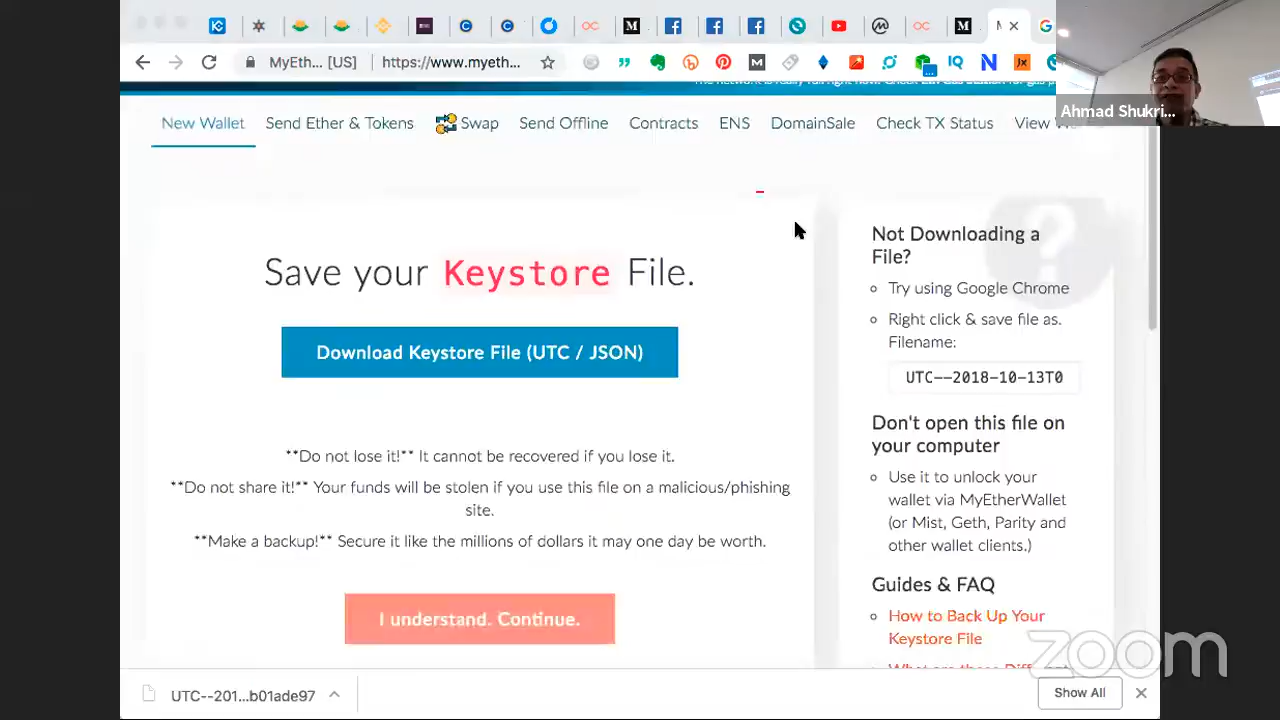 MyEth... [US]
https://www.myeth...
IQ
Ahmad Shukri...
New Wallet
Send Ether & Tokens
Swap
Send Offline
Contracts
ENS
DomainSale
Check TX Status
View
Save your Keystore File.
Download Keystore File (UTC / JSON)
**Do not lose it!** It cannot be recovered if you lose it.
**Do not share it!** Your funds will be stolen if you use this file on a malicious/phishing
site.
**Make a backup!** Secure it like the millions of dollars it may one day be worth.
I understand. Continue.
Not Downloading a
File?
Try using Google Chrome
Right click & save file as.
Filename:
UTC--2018-10-13T0
Don't open this file on
your computer
Use it to unlock your
wallet via MyEtherWallet
(or Mist, Geth, Parity and
other wallet clients.)
Guides & FAQ
How to Back Up Your
Keystore File
zoom
UTC--201...b01ade97
Show All